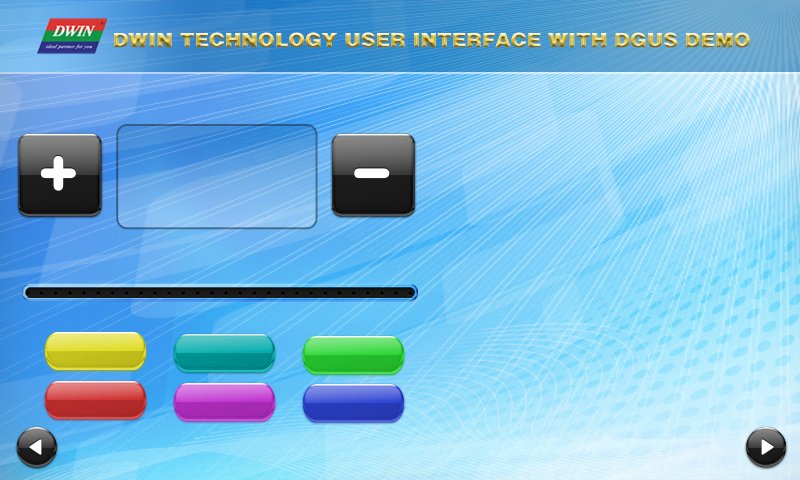 DWIN
ideal partner for you
DWIN TECHNOLOGY USER INTERFACE WITH DGUS DEMO